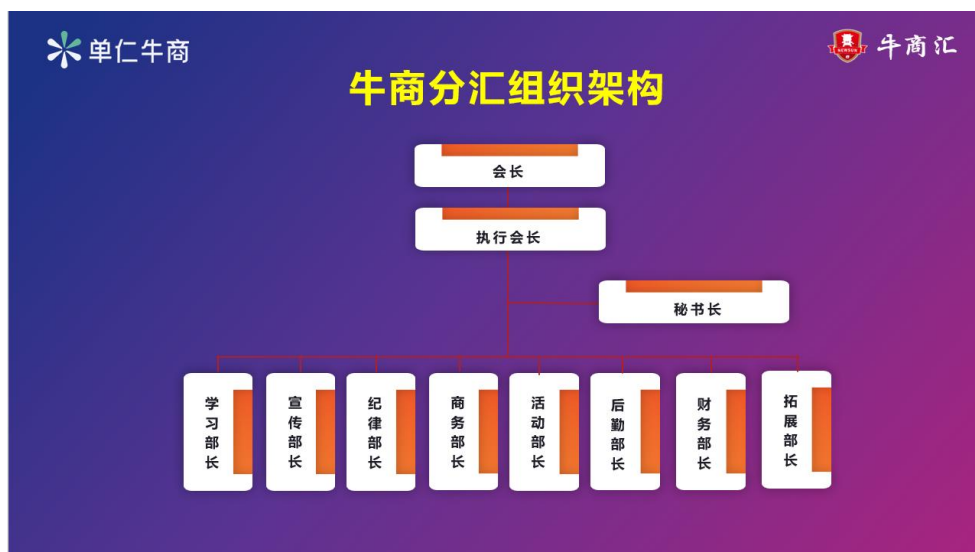 单仁牛商
牛商汇
牛商分汇组织架构
会长
执行会长
秘书长
学习部长
宣传部长
纪律部长
商务部长
活动部长
后勤部长
财务部长
拓展部长